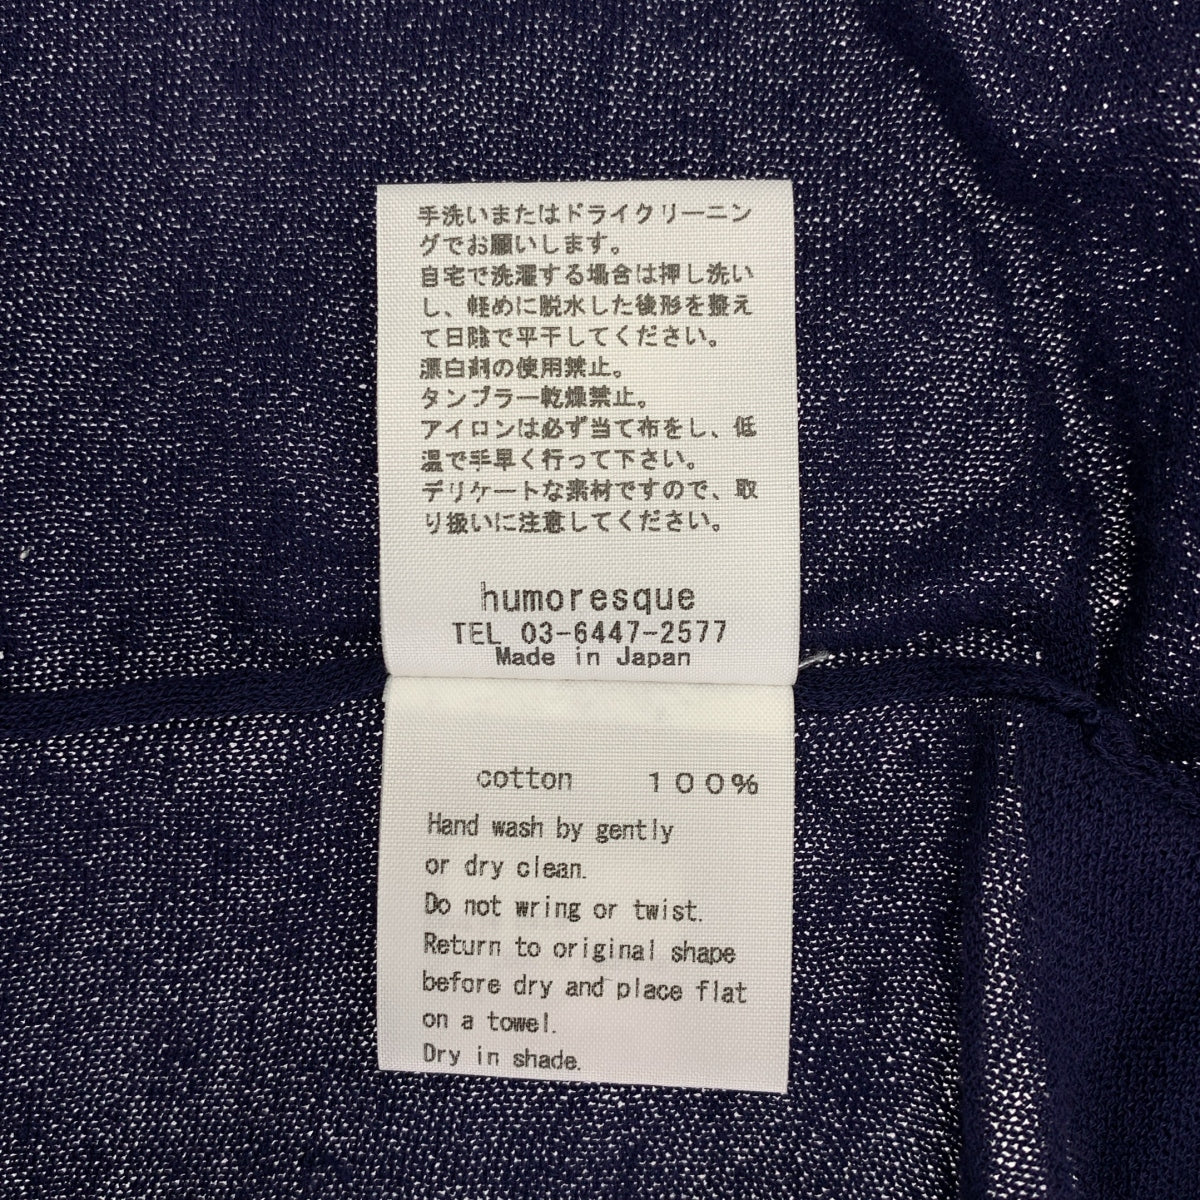 手洗いまたはドライクリーニン
グでお願いします。
自宅で洗濯する場合は押し洗い
し、軽めに脱水した後形を整え
て日陰で平干してください。
漂白剤の使用禁止。
タンブラー乾燥禁止。
アイロンは必ず当て布をし、低
温で手早く行って下さい。
デリケートな素材ですので、取
り扱いに注意してください。
humoresque
TEL 03-6447-2577
Made in Japan
cotton １００%
Hand wash by gently
or dry clean.
Do not wring or twist.
Return to original shape
before dry and place flat
on a towel.
Dry in shade.